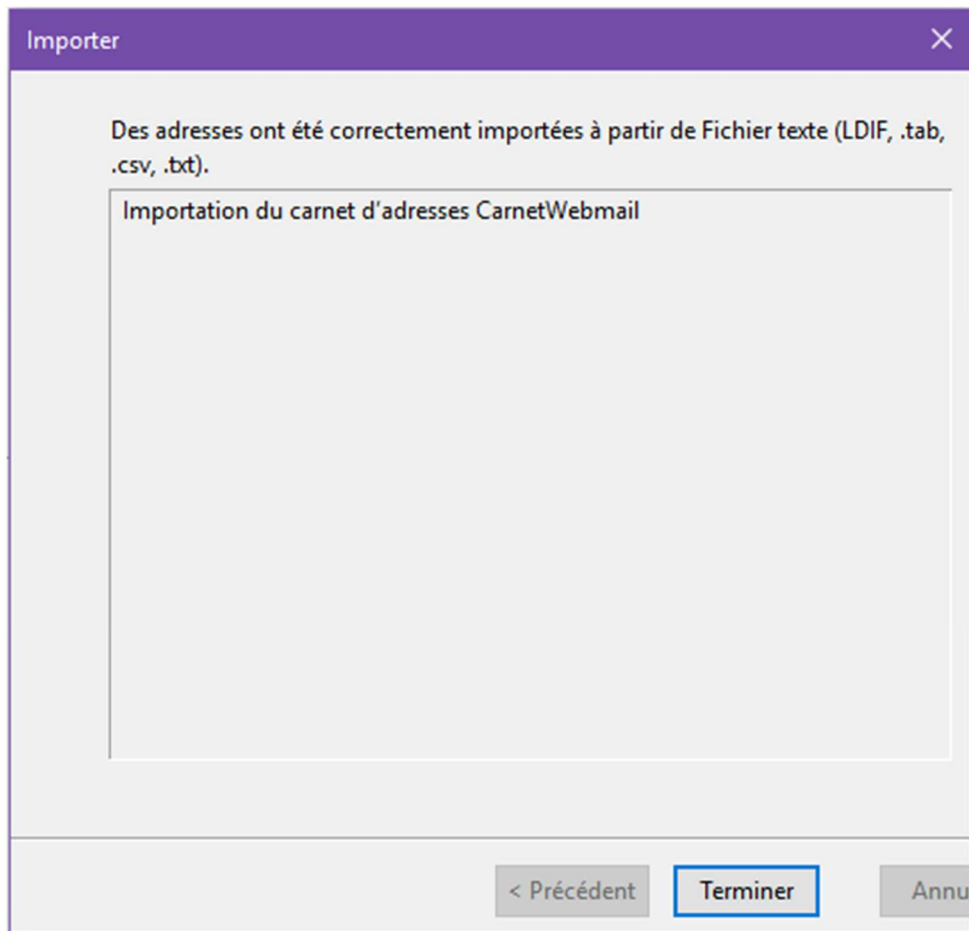 Importer
Des adresses ont été correctement importées à partir de Fichier texte (LDIF, .tab,
.csv, .txt).
Importation du carnet d’adresses CarnetWebmail
< Précédent Terminer Annu